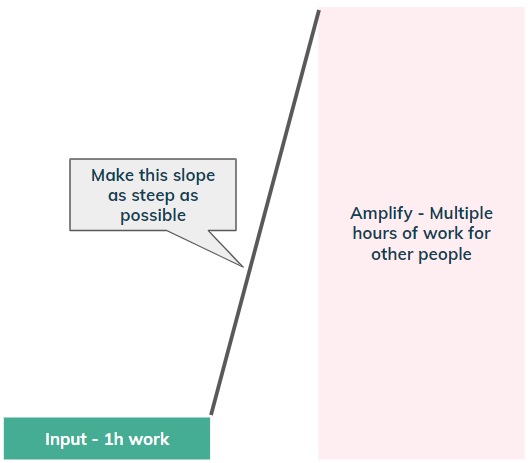 Make this slope
as steep as
possible
Amplify - Multiple
hours of work for
other people
Input - 1h work